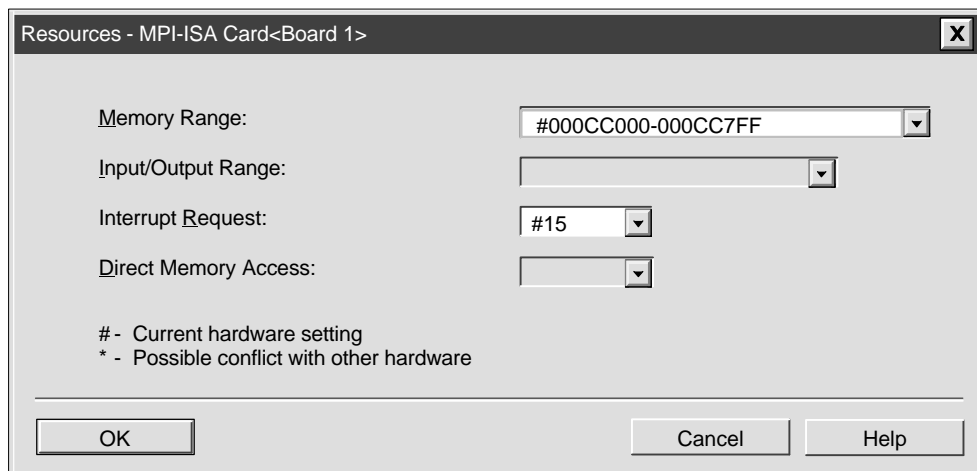 Resources - MPI-ISA Card<Board 1>
X
Memory Range:
#000CC000-000CC7FF
Input/Output Range:
Interrupt Request:
#15
Direct Memory Access:
# - Current hardware setting
* - Possible conflict with other hardware
OK
Cancel
Help